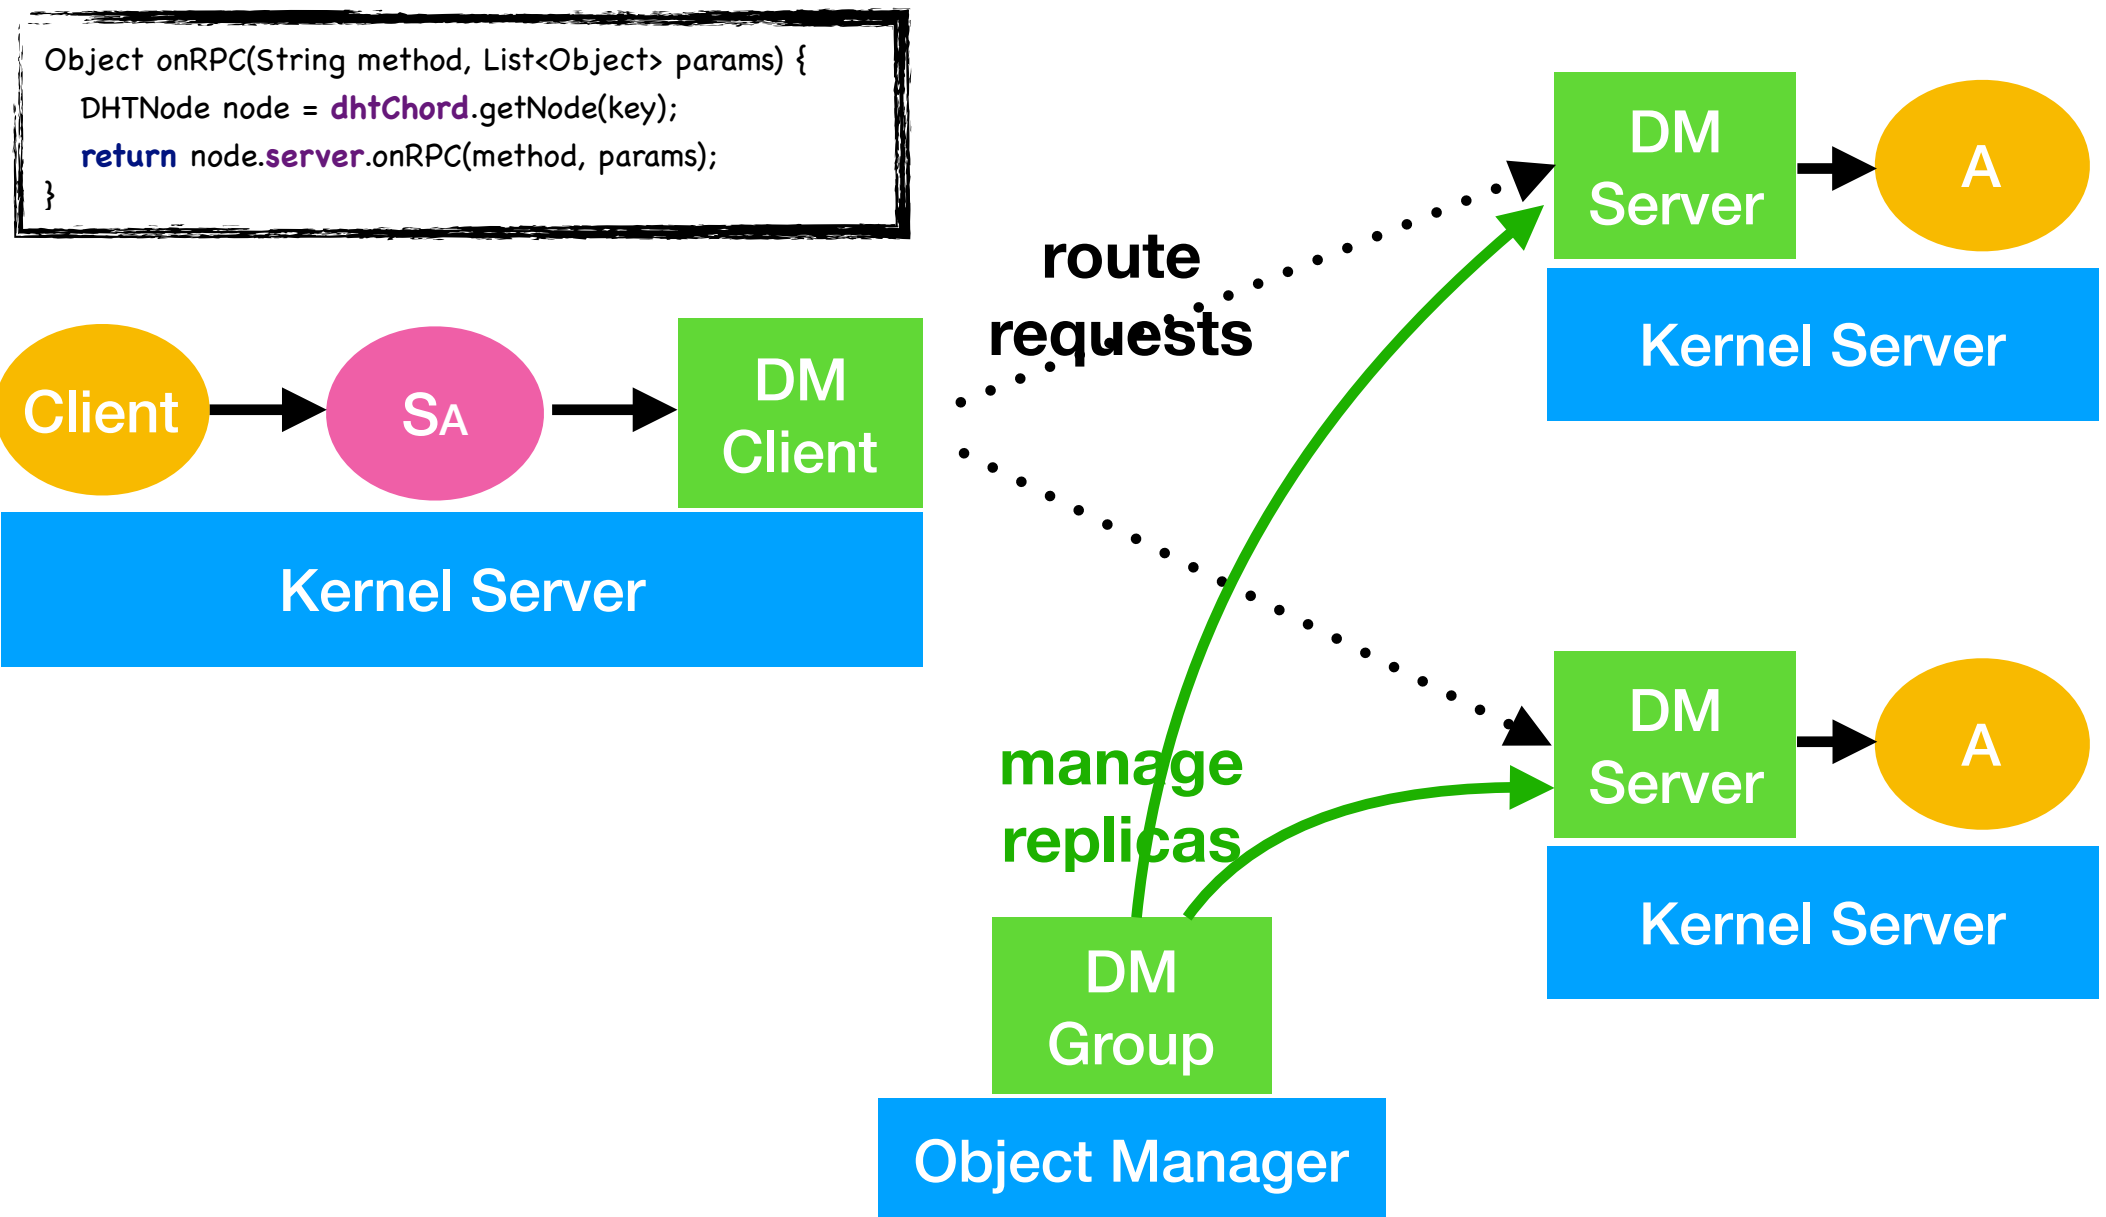 Object onRPC(String method, List<Object> params) {
DHTNode node = dhtChord.getNode(key);
return node.server.onRPC(method, params);
}
route
requests
DM
Server
A
Kernel Server
Client
SA
DM
Client
Kernel Server
manage
replicas
DM
Server
A
Kernel Server
DM
Group
Object Manager